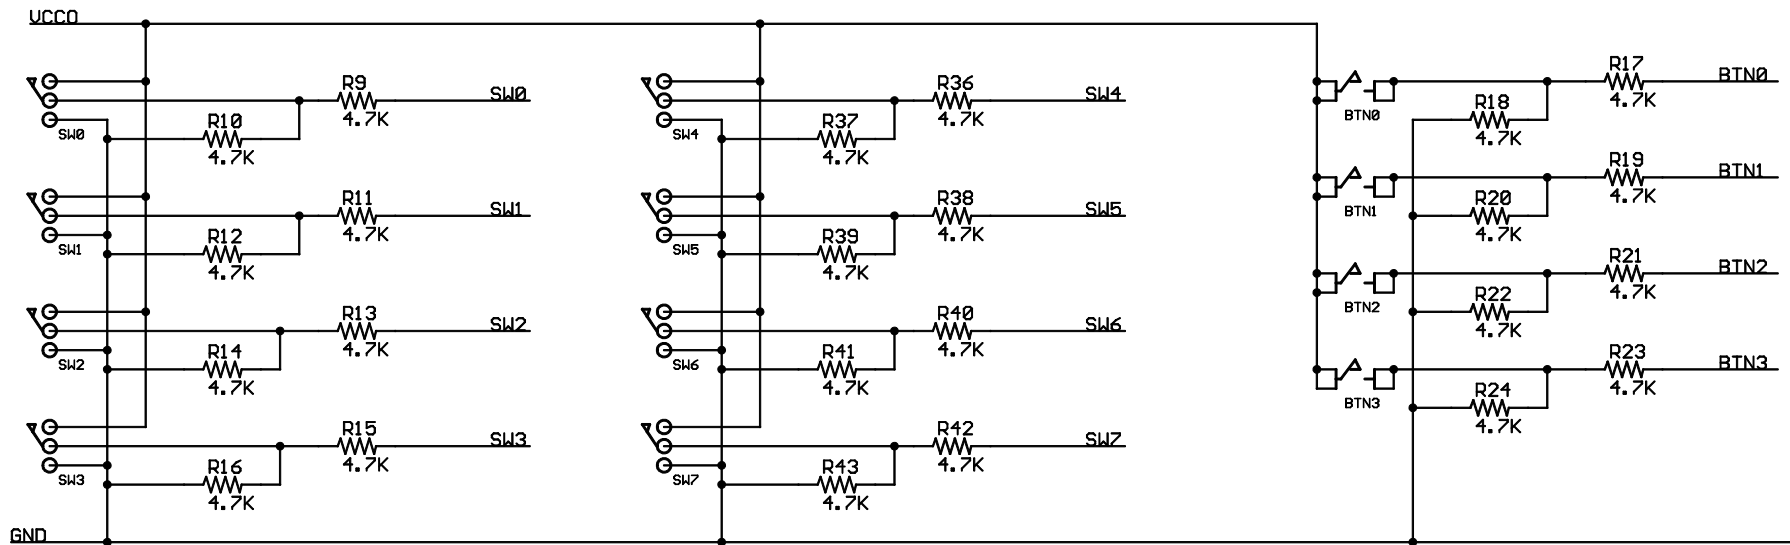 VCCO
R9
SW0
4.7K
SW0
R10
4.7K
R11
SW1
4.7K
SW1
R12
4.7K
R13
SW2
4.7K
SW2
R14
4.7K
R15
SW3
4.7K
SW3
R16
4.7K
R36
SW4
4.7K
SW4
R37
4.7K
R38
SW5
4.7K
SW5
R39
4.7K
R40
SW6
4.7K
SW6
R41
4.7K
R42
SW7
4.7K
SW7
R43
4.7K
R17
BTN0
4.7K
BTN0
R18
4.7K
R19
BTN1
4.7K
BTN1
R20
4.7K
R21
BTN2
4.7K
BTN2
R22
4.7K
R23
BTN3
4.7K
BTN3
R24
4.7K
GND